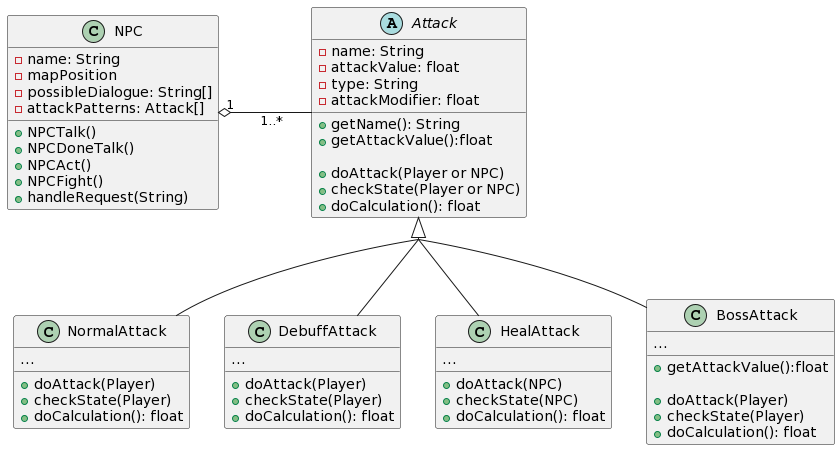 C NPC
name: String
mapPosition
possibleDialogue: String[]
attackPatterns: Attack[]
NPCTalk()
NPCDoneTalk()
NPCAct()
NPCFight()
handleRequest(String)
1
1..*
A Attack
name: String
attackValue: float
type: String
attackModifier: float
getName(): String
getAttackValue():float
doAttack(Player or NPC)
checkState(Player or NPC)
doCalculation(): float
C NormalAttack
...
doAttack(Player)
checkState(Player)
doCalculation(): float
C DebuffAttack
...
doAttack(Player)
checkState(Player)
doCalculation(): float
C HealAttack
...
doAttack(NPC)
checkState(NPC)
doCalculation(): float
C BossAttack
...
getAttackValue():float
doAttack(Player)
checkState(Player)
doCalculation(): float